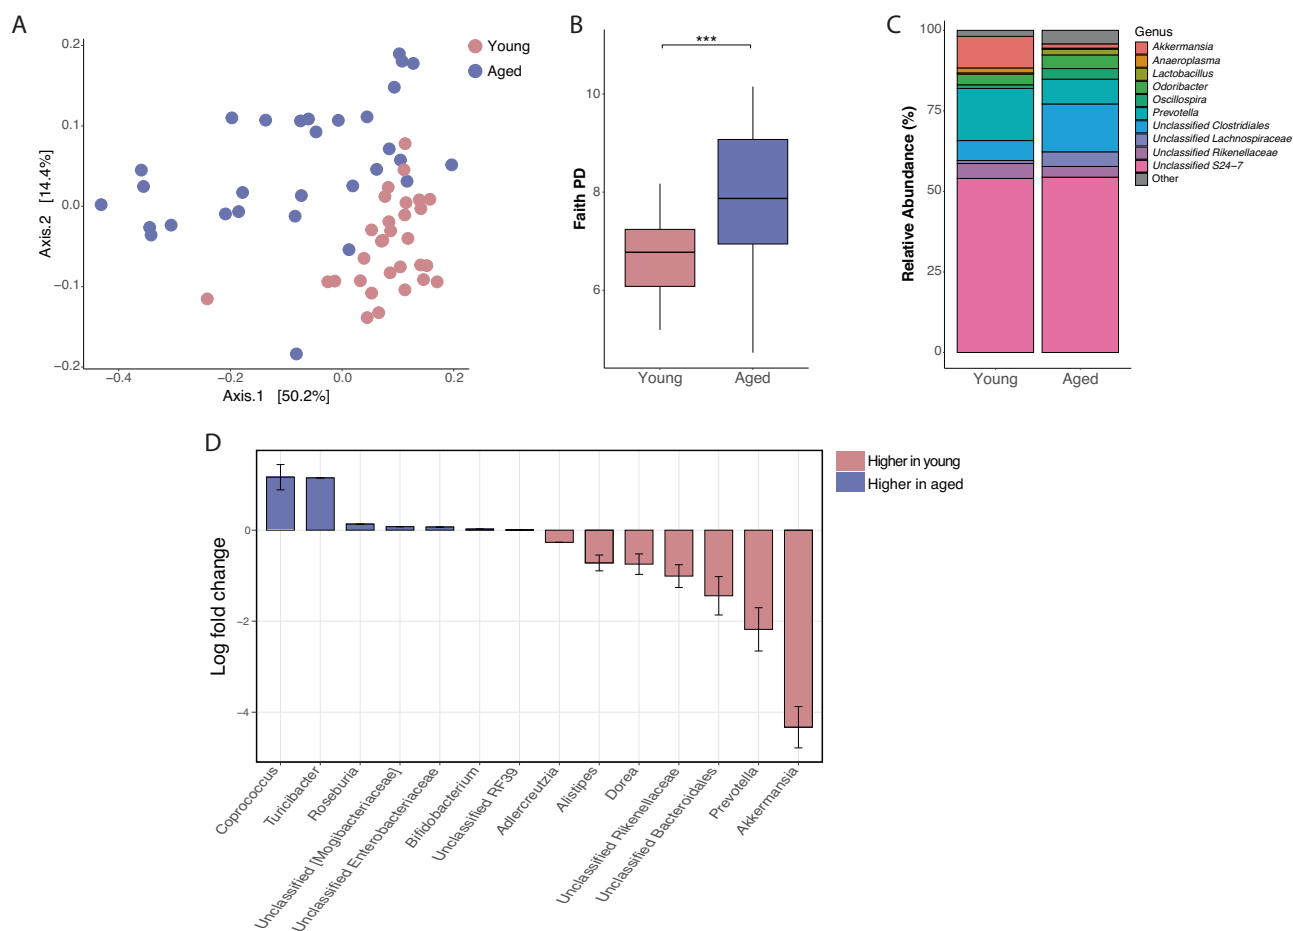 A
0.2
0.1
0.0
−0.1
−0.2
Axis.2 [14.4%]
−0.4
−0.2
0.0
0.2
Axis.1 [50.2%]
Young
Aged
B
***
10
8
6
Faith PD
Young
Aged
C
100
75
50
25
0
Relative Abundance (%)
Young
Aged
Genus
Akkermansia
Anaeroplasma
Lactobacillus
Odoribacter
Oscillospira
Prevotella
Unclassified Clostridiales
Unclassified Lachnospiraceae
Unclassified Rikenellaceae
Unclassified S24−7
Other
D
0
−2
−4
Log fold change
Coprococcus
Turicibacter
Roseburia
Unclassified [Mogibacteriaceae]
Unclassified Enterobacteriaceae
Bifidobacterium
Unclassified RF39
Adlercreutzia
Alistipes
Dorea
Unclassified Rikenellaceae
Unclassified Bacteroidales
Prevotella
Akkermansia
Higher in young
Higher in aged